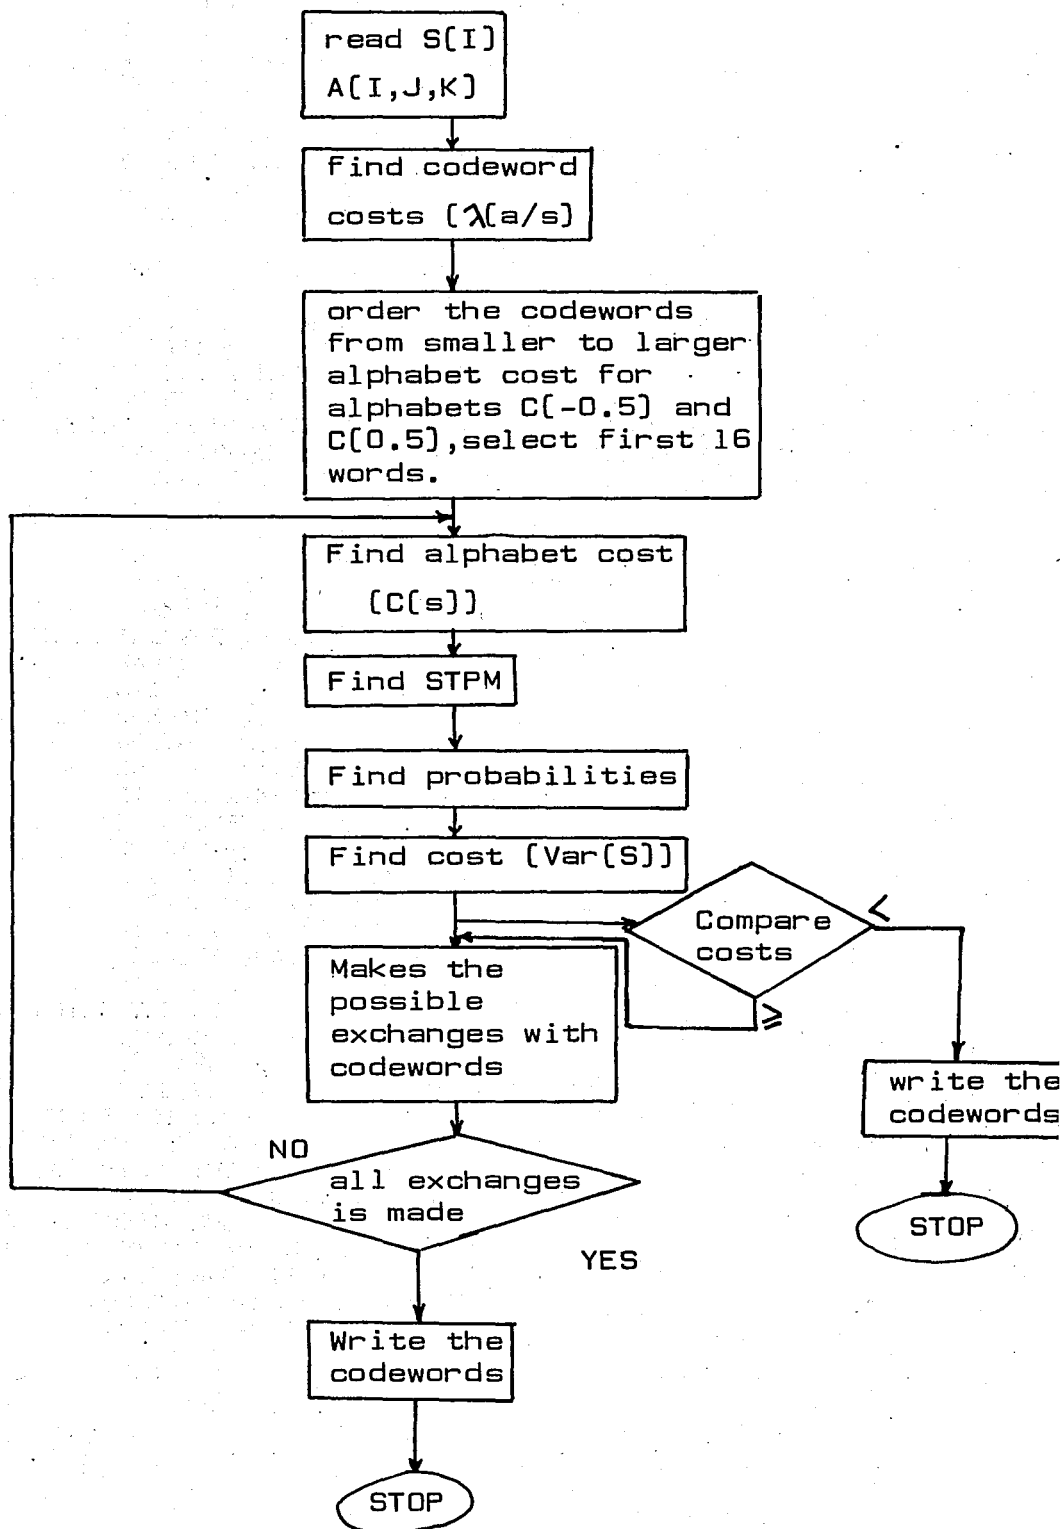 read S(I)
A(I,J,K)
Find codeword
costs (λ(a/s)
order the codewords
from smaller to larger
alphabet cost for
alphabets C(-0.5) and
C(0.5),select first 16
words.
Find alphabet cost
(C(s))
Find STPM
Find probabilities
Find cost (Var(S))
Compare
costs
<
≥
Makes the
possible
exchanges with
codewords
write the
codewords
STOP
NO
all exchanges
is made
YES
Write the
codewords
STOP